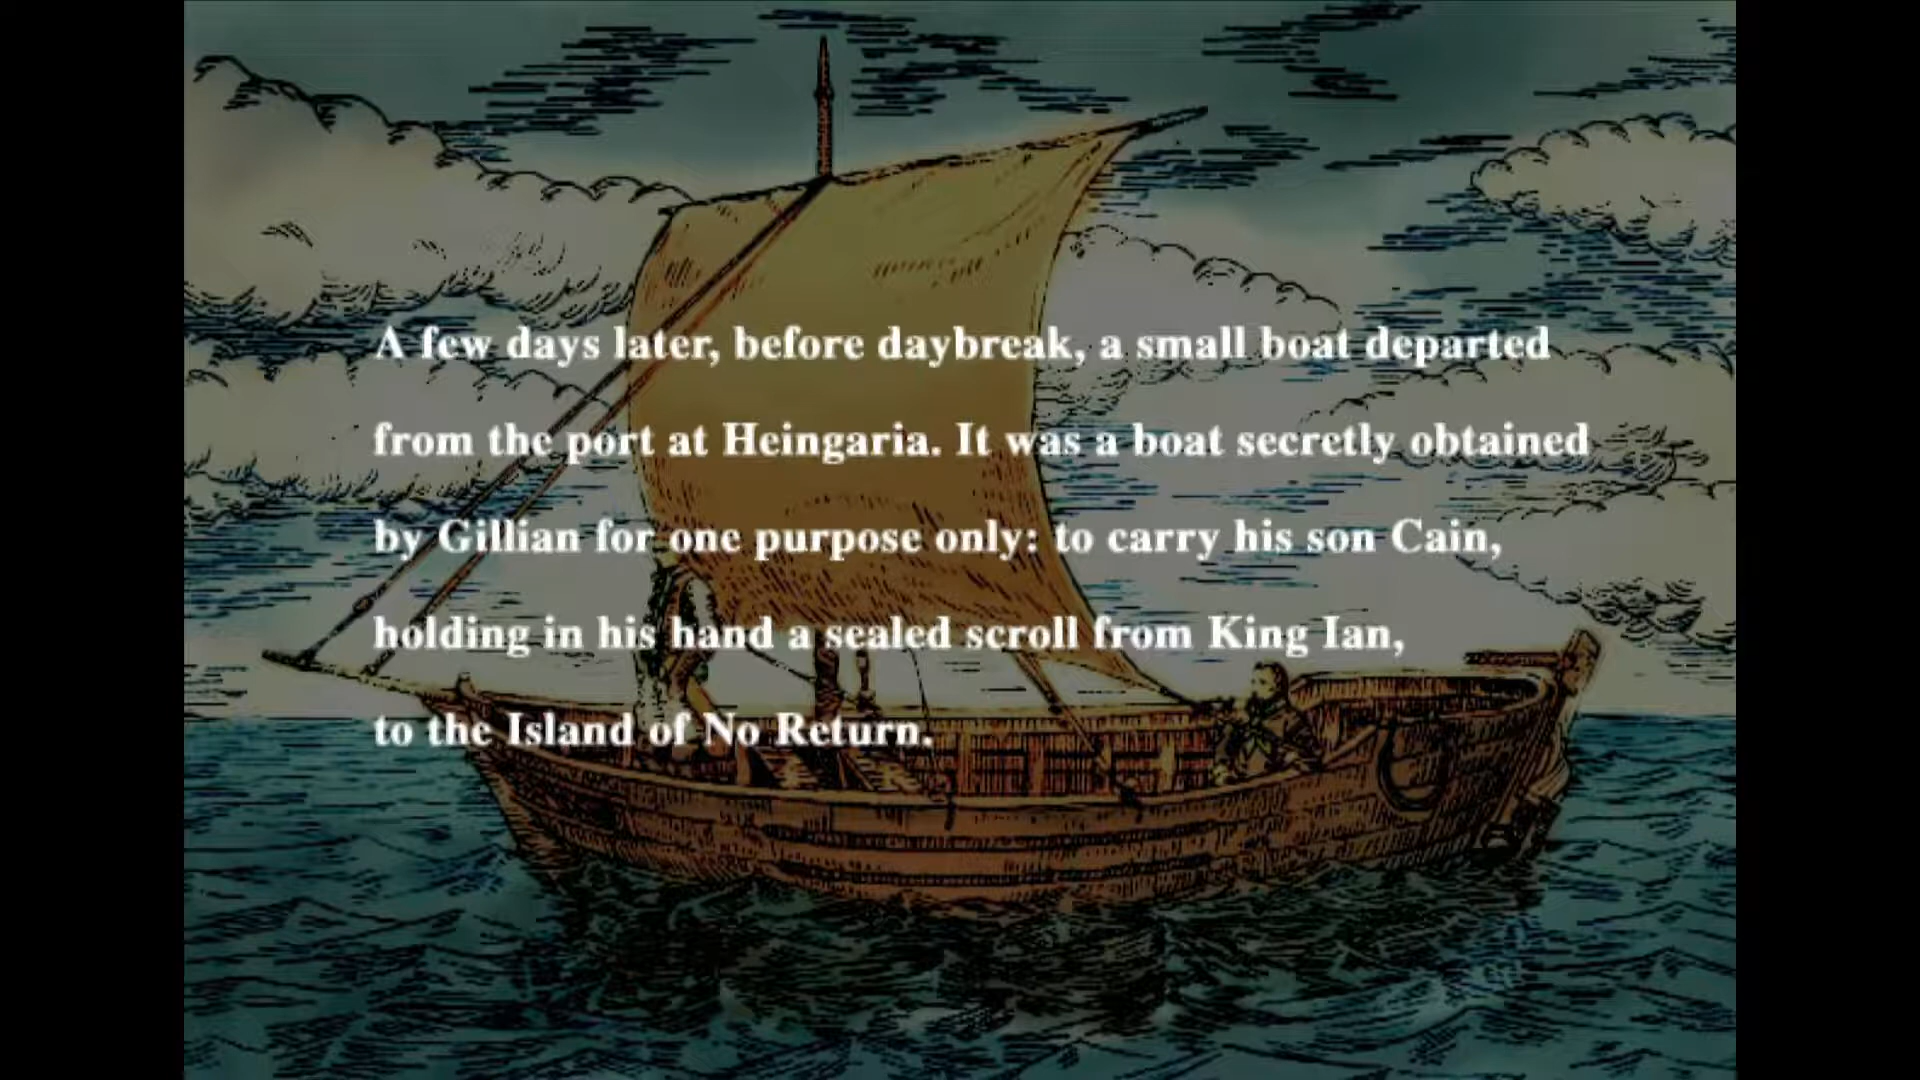 A few days later, before daybreak, a small boat departed
from the port at Heingaria. It was a boat secretly obtained
by Gillian for one purpose only: to carry his son Cain,
holding in his hand a sealed scroll from King Ian,
to the Island of No Return.